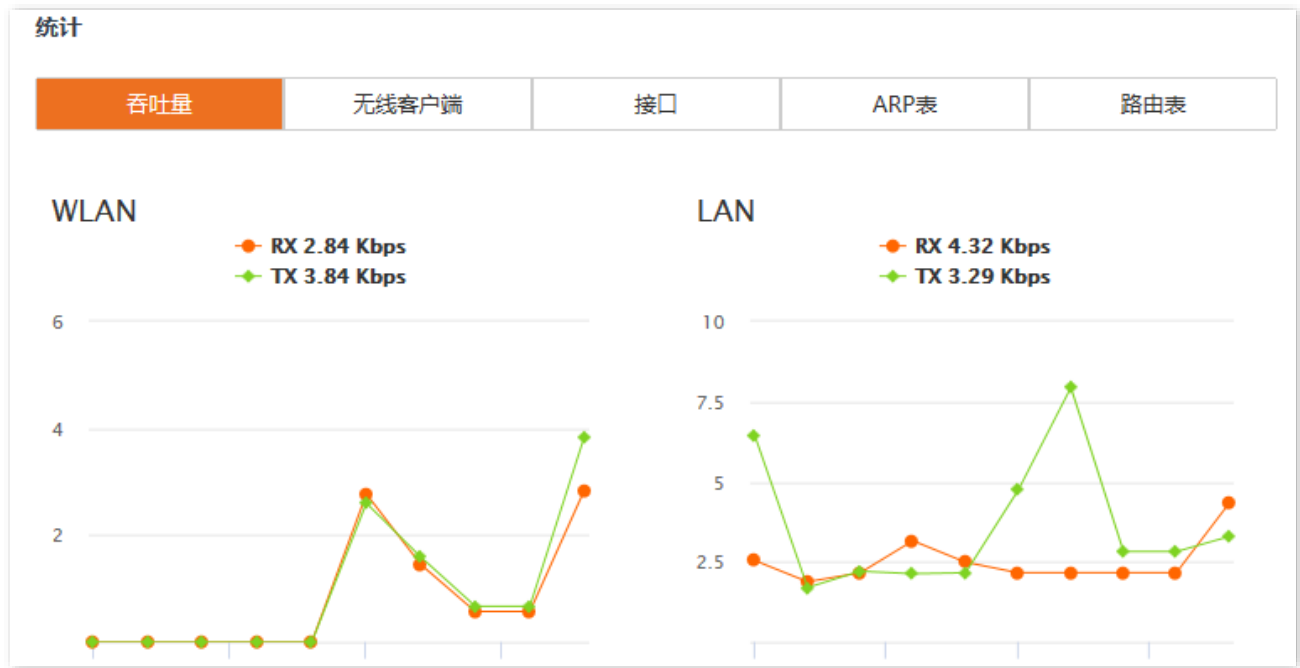 统计
吞吐量 无线客户端 接口 ARP表 路由表
WLAN
RX 2.84 Kbps
TX 3.84 Kbps
6
4
2
LAN
RX 4.32 Kbps
TX 3.29 Kbps
10
7.5
5
2.5